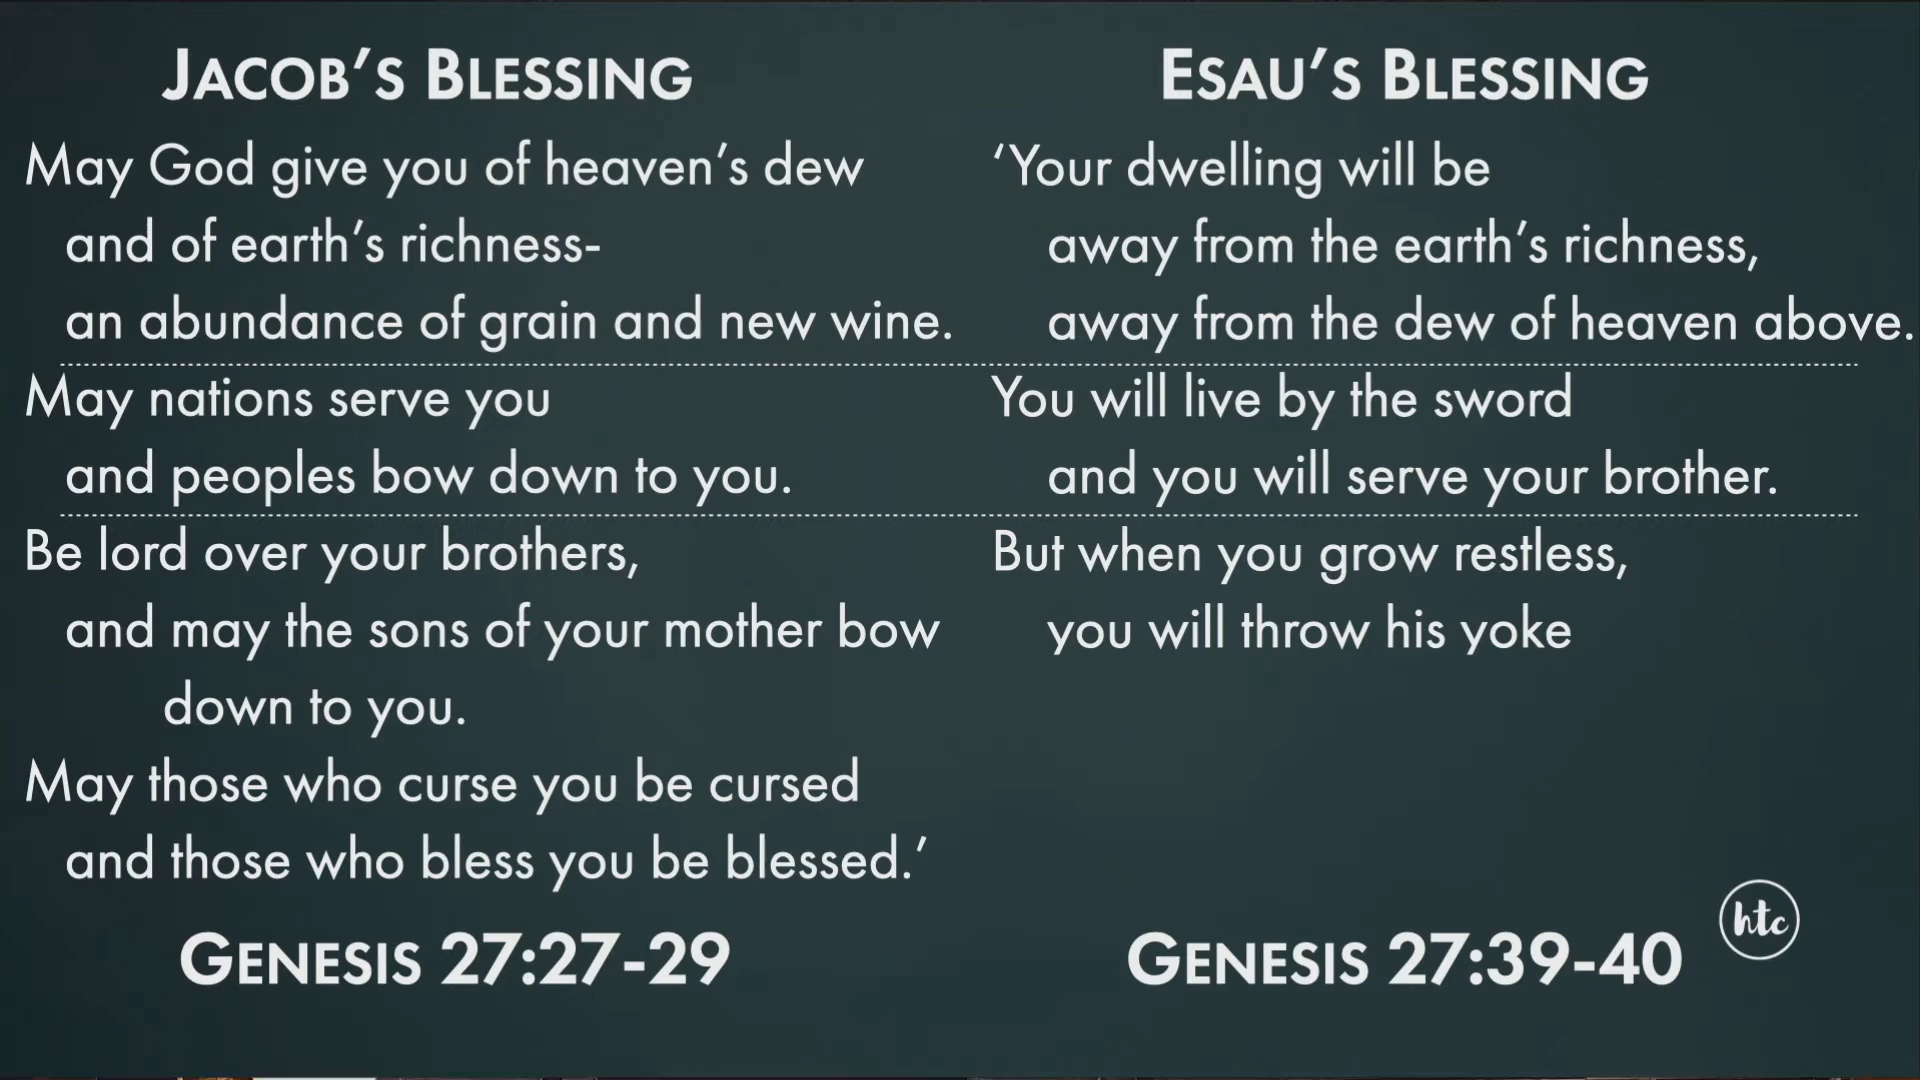 JACOB'S BLESSING
May God give you of heaven's dew
and of earth's richness-
an abundance of grain and new wine.
May nations serve you
and peoples bow down to you.
Be lord over your brothers,
and may the sons of your mother bow
down to you.
May those who curse you be cursed
and those who bless you be blessed.'
GENESIS 27:27-29
ESAU'S BLESSING
'Your dwelling will be
away from the earth's richness,
away from the dew of heaven above.
You will live by the sword
and you will serve your brother.
But when you grow restless,
you will throw his yoke
GENESIS 27:39-40
htc